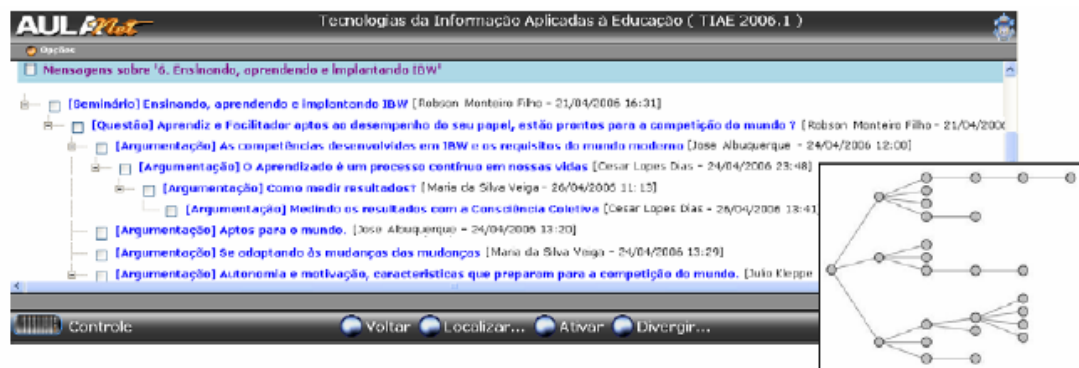 AULANet
Tecnologias da Informação Aplicadas à Educação ( TIAE 2006.1 )
Opções
Mensagens sobre '6. Ensinando, aprendendo e implantando IBW'
[Seminário] Ensinando, aprendendo e implantando IBW [Robson Monteiro Filho - 21/04/2006 16:31]
[Questão] Aprendiz e Facilitador aptos ao desempenho do seu papel, estão prontos para a competição do mundo ? [Robson Monteiro Filho - 21/04/200
[Argumentação] As competências desenvolvidas em IBW e os requisitos do mundo moderno [Jose Albuquerque - 24/04/2006 12:00]
[Argumentação] O Aprendizado é um processo contínuo em nossas vidas [Cesar Lopes Dias - 24/04/2006 23:48]
[Argumentação] Como medir resultados? [Maria da Silva Veiga - 26/04/2006 11:13]
[Argumentação] Medindo os resultados com a Consciência Coletiva [Cesar Lopes Dias - 26/04/2006 13:41
[Argumentação] Aptos para o mundo. [Jose Albuquerque - 24/04/2006 13:20]
[Argumentação] Se adaptando às mudanças das mudanças [Maria da Silva Veiga - 24/04/2006 13:29]
[Argumentação] Autonomia e motivação, características que preparam para a competição do mundo. [Julio Kleppe
Controle
Voltar Localizar... Ativar Divergir...